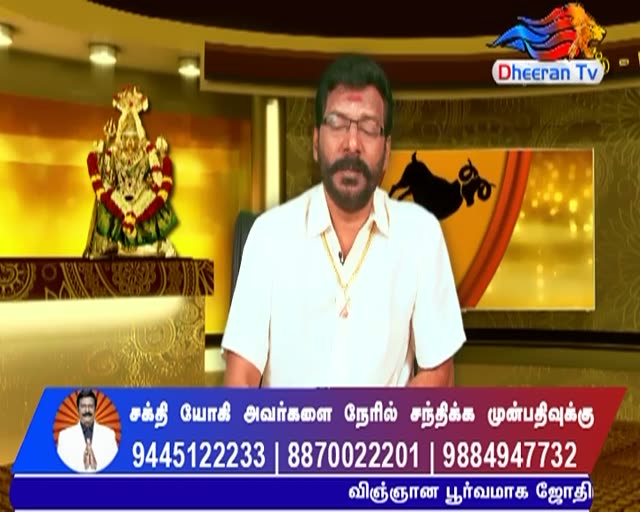 Dheeran Tv
சக்தி யோகி அவர்களை நேரில் சந்திக்க முன்பதிவுக்கு
9445122233 | 8870022201 | 9884947732
விஞ்ஞான பூர்வமாக ஜோதி